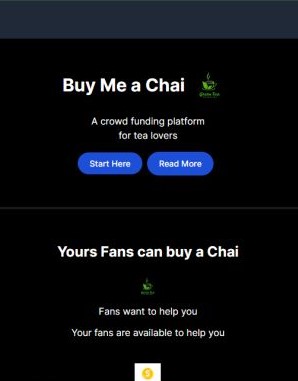 Buy Me a Chai
A crowd funding platform
for tea lovers
Start Here
Read More
Yours Fans can buy a Chai
Fans want to help you
Your fans are available to help you